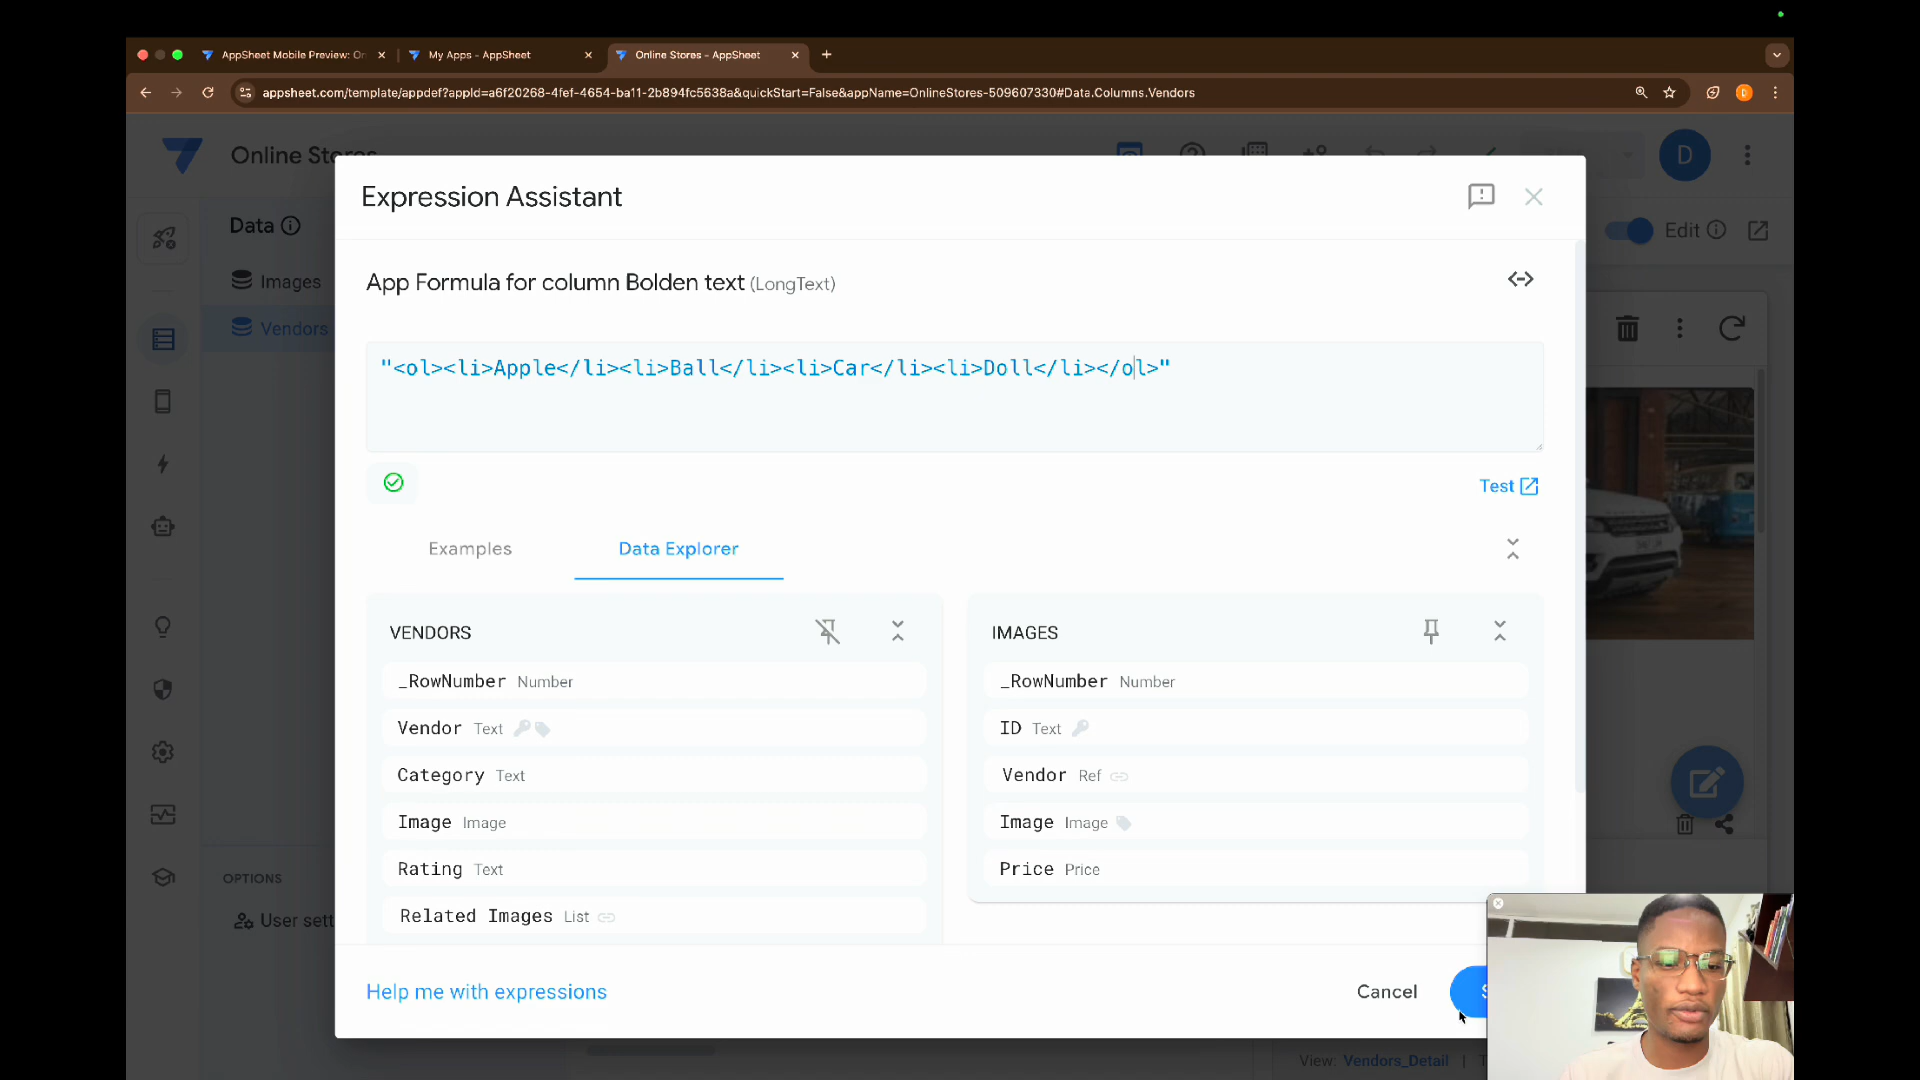 AppSheet Mobile Preview: On
My Apps - AppSheet
Online Stores - AppSheet
appsheet.com/template/appdef?appId=a6f20268-4fef-4654-ba11-2b894fc5638a&quickStart=False&appName=OnlineStores-509607330#Data.Columns.Vendors
Online Stores
D
Data
Edit
Images
Vendors
Expression Assistant
App Formula for column Bolden text (LongText)
"<ol><li>Apple</li><li>Ball</li><li>Car</li><li>Doll</li></ol>"
Test
Examples
Data Explorer
VENDORS
_RowNumber Number
Vendor Text
Category Text
Image Image
Rating Text
Related Images List
IMAGES
_RowNumber Number
ID Text
Vendor Ref
Image Image
Price Price
OPTIONS
User sett
Help me with expressions
Cancel
S
View: Vendors_Detail